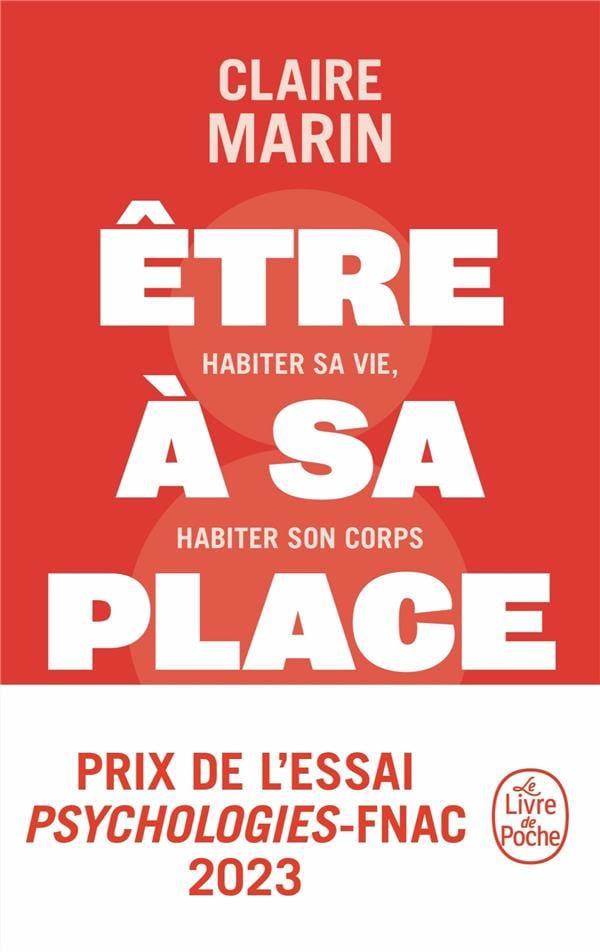 CLAIRE
MARIN
ÊTRE
HABITER SA VIE,
À SA
HABITER SON CORPS
PLACE
PRIX DE L'ESSAI
PSYCHOLOGIES-FNAC
2023
Le
Livre
de
Poche